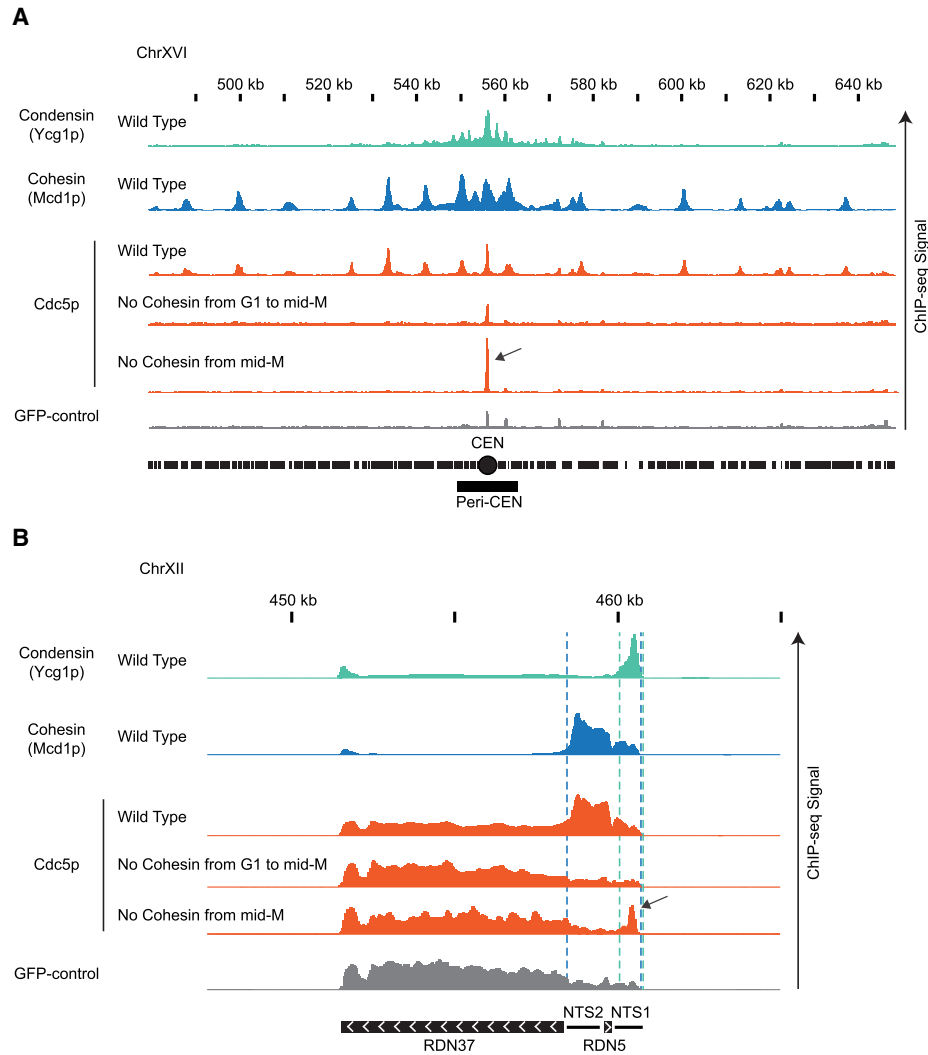 A
ChrXVI
500 kb 520 kb 540 kb 560 kb 580 kb 600 kb 620 kb 640 kb
Condensin
(Ycg1p)
Wild Type
Cohesin
(Mcd1p)
Wild Type
Cdc5p
Wild Type
No Cohesin from G1 to mid-M
No Cohesin from mid-M
GFP-control
ChIP-seq Signal
CEN
Peri-CEN
B
ChrXII
450 kb 460 kb
Condensin
(Ycg1p)
Wild Type
Cohesin
(Mcd1p)
Wild Type
Cdc5p
Wild Type
No Cohesin from G1 to mid-M
No Cohesin from mid-M
GFP-control
ChIP-seq Signal
NTS2 NTS1
RDN37 RDN5